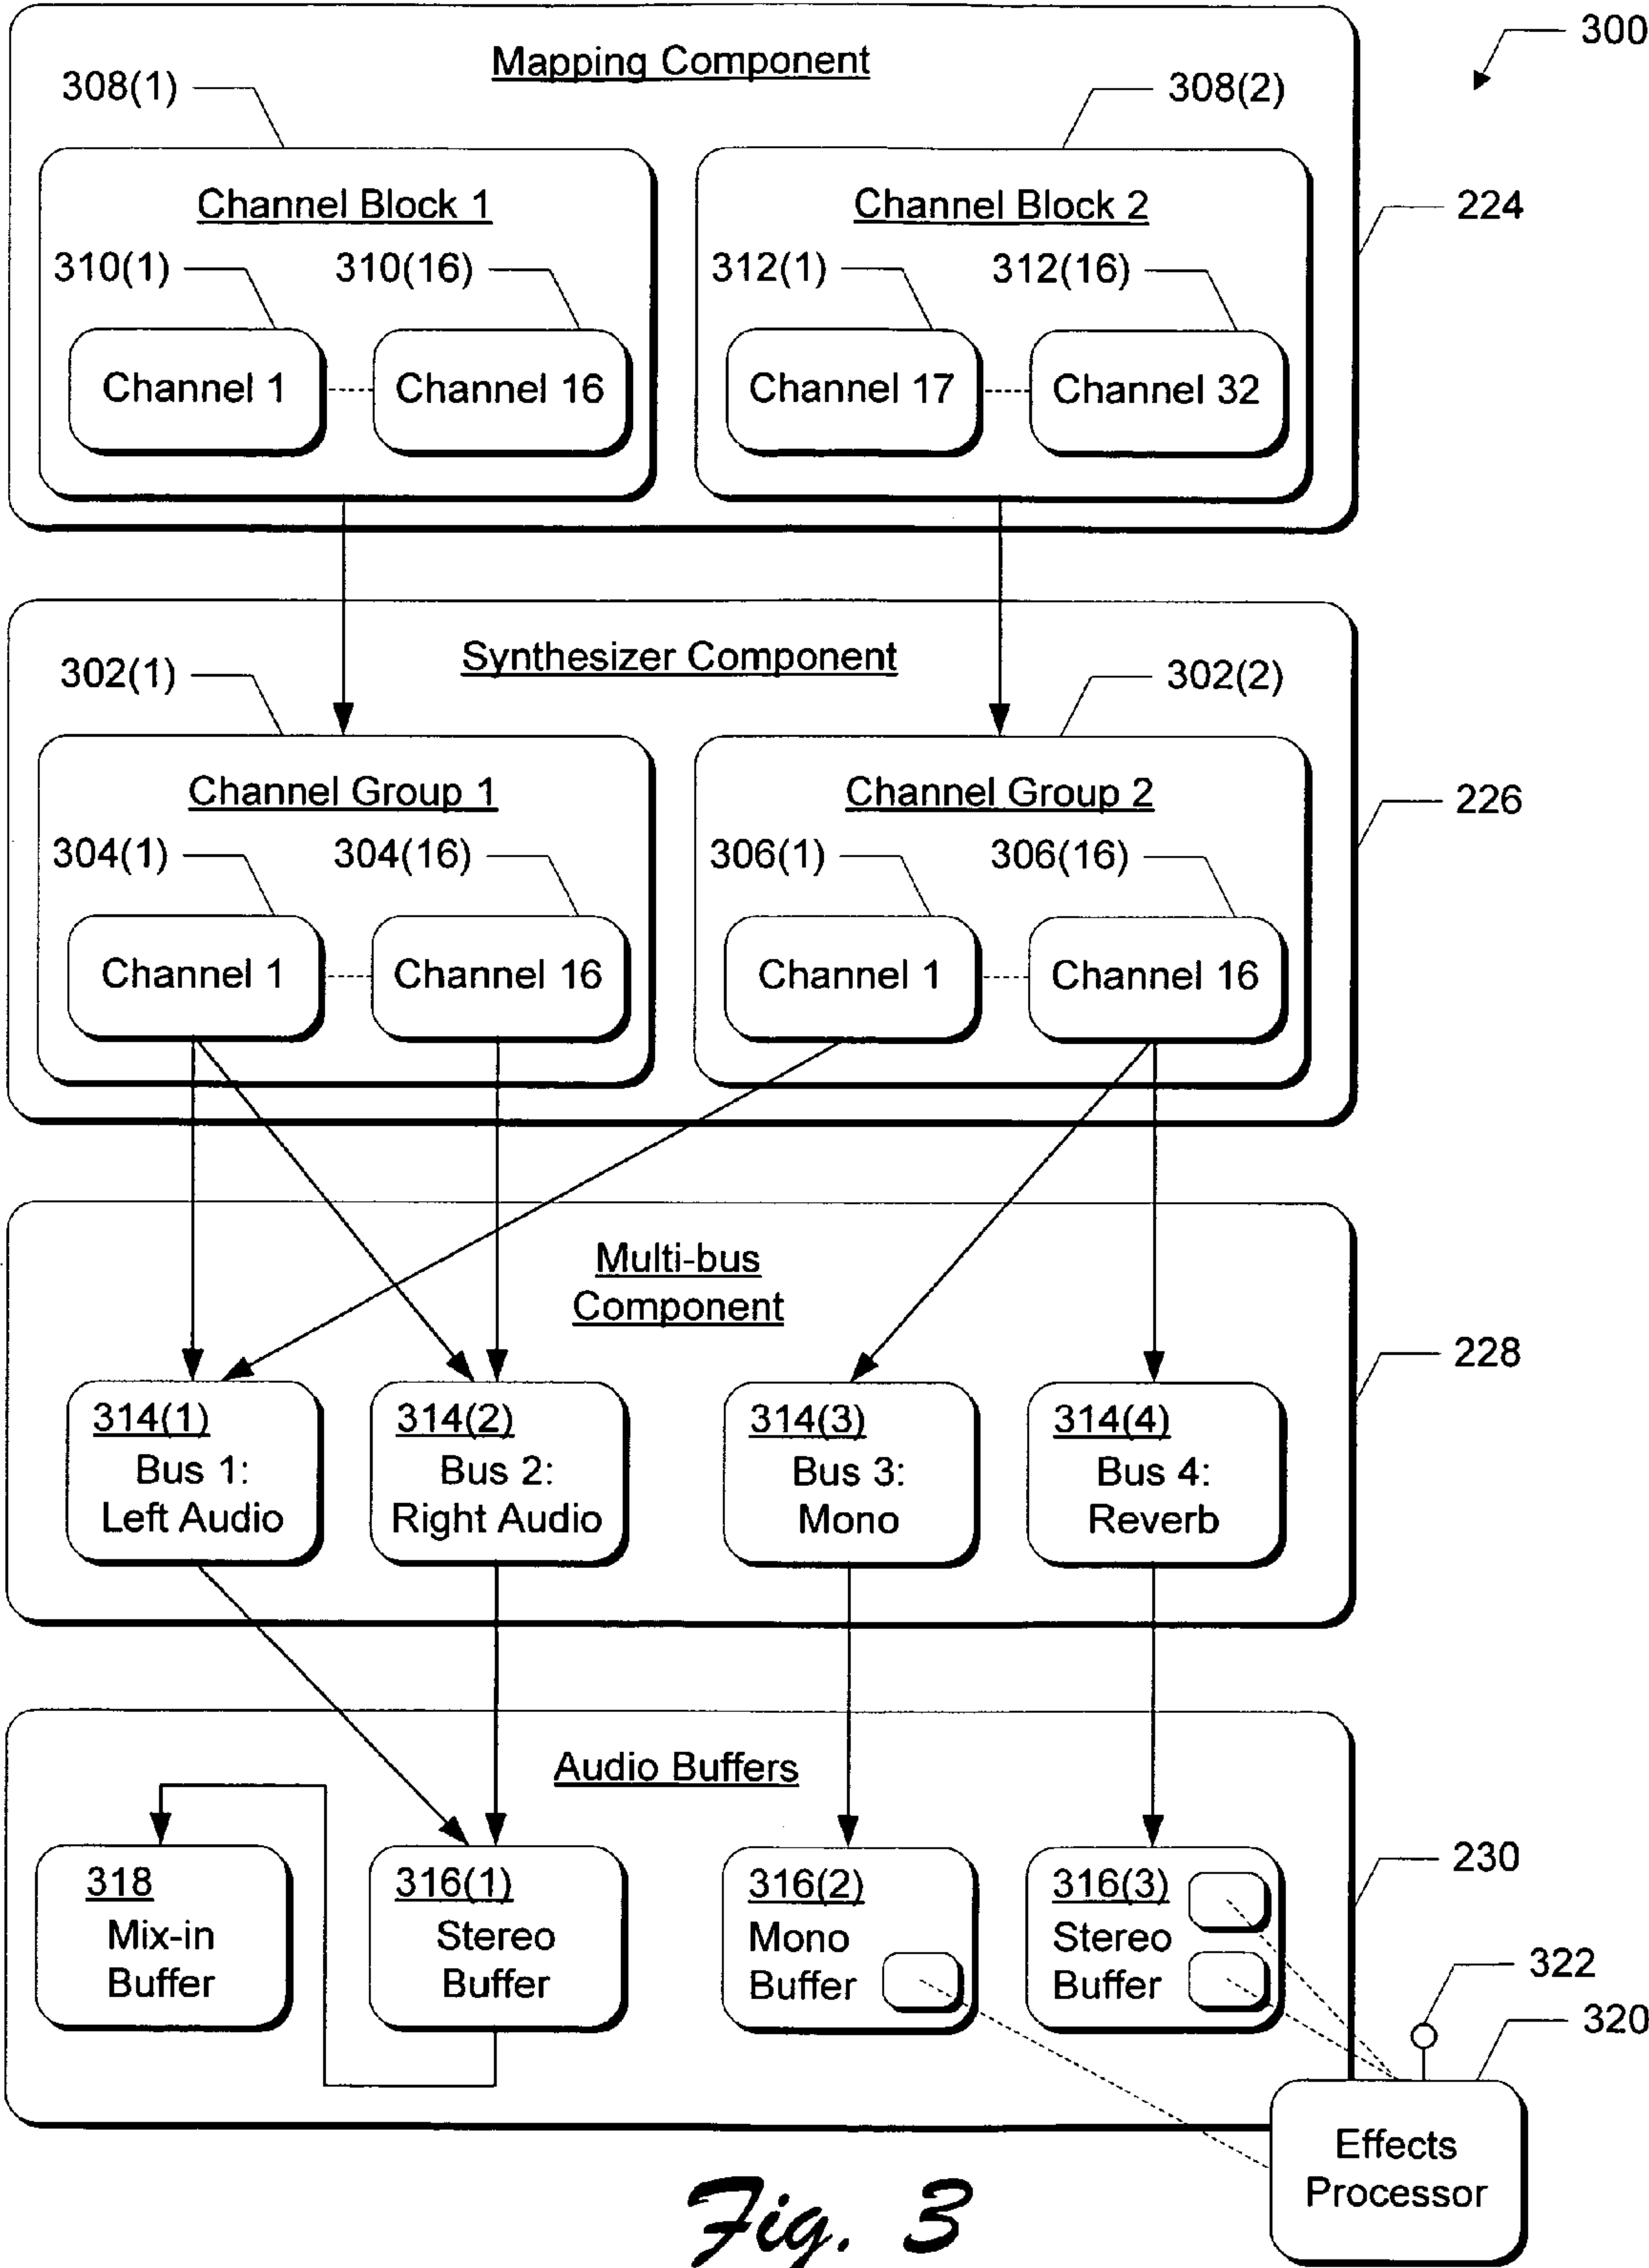 300
Mapping Component
308(1)
308(2)
Channel Block 1
Channel Block 2
224
310(1)
310(16)
312(1)
312(16)
Channel 1
Channel 16
Channel 17
Channel 32
Synthesizer Component
302(1)
302(2)
Channel Group 1
Channel Group 2
226
304(1)
304(16)
306(1)
306(16)
Channel 1
Channel 16
Channel 1
Channel 16
Multi-bus
Component
228
314(1)
Bus 1:
Left Audio
314(2)
Bus 2:
Right Audio
314(3)
Bus 3:
Mono
314(4)
Bus 4:
Reverb
Audio Buffers
230
318
Mix-in
Buffer
316(1)
Stereo
Buffer
316(2)
Mono
Buffer
316(3)
Stereo
Buffer
322
320
Effects
Processor
Fig. 3